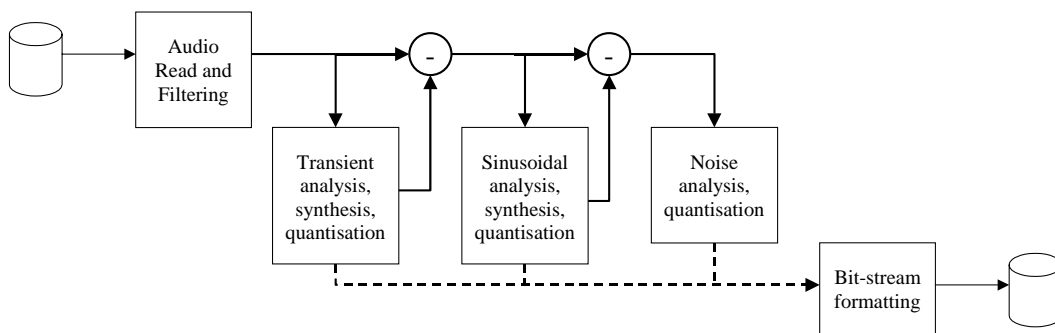 Audio
Read and
Filtering
-
-
Transient
analysis,
synthesis,
quantisation
Sinusoidal
analysis,
synthesis,
quantisation
Noise
analysis,
quantisation
Bit-stream
formatting